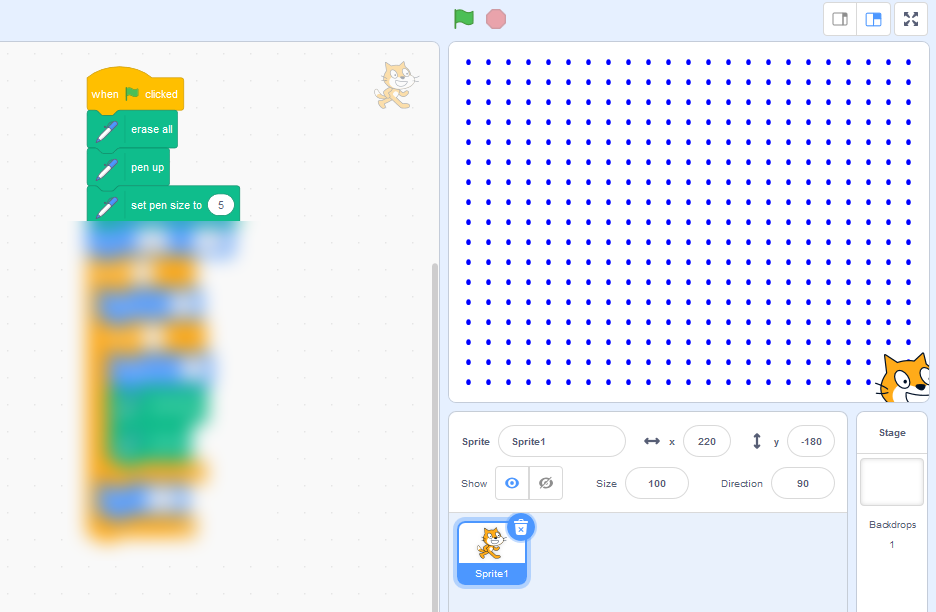 when clicked
erase all
pen up
set pen size to 5
Sprite Sprite1 x 220 y -180
Show Size 100 Direction 90
Sprite1
Stage
Backdrops
1